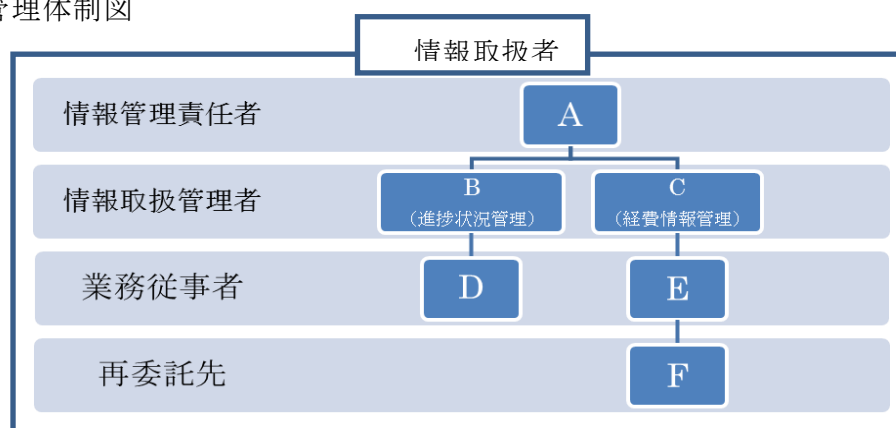 管理体制図
情報取扱者
情報管理責任者
A
情報取扱管理者
B
（進捗状況管理）
C
（経費情報管理）
業務従事者
D
E
再委託先
F